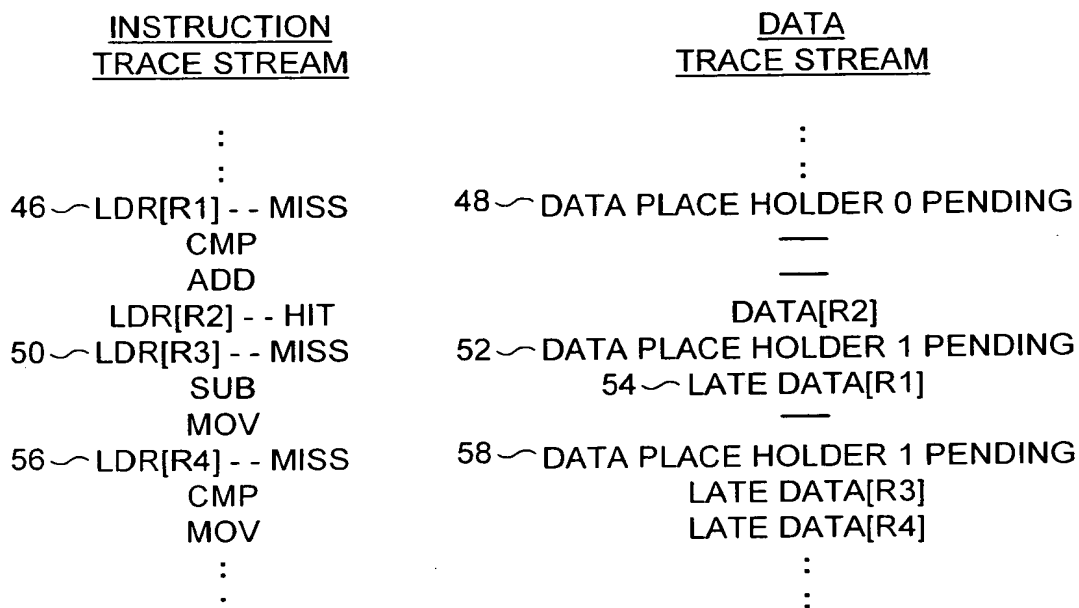 INSTRUCTION
TRACE STREAM
46 LDR[R1] - - MISS
CMP
ADD
LDR[R2] - - HIT
50 LDR[R3] - - MISS
SUB
MOV
56 LDR[R4] - - MISS
CMP
MOV
DATA
TRACE STREAM
48 DATA PLACE HOLDER 0 PENDING
DATA[R2]
52 DATA PLACE HOLDER 1 PENDING
54 LATE DATA[R1]
58 DATA PLACE HOLDER 1 PENDING
LATE DATA[R3]
LATE DATA[R4]